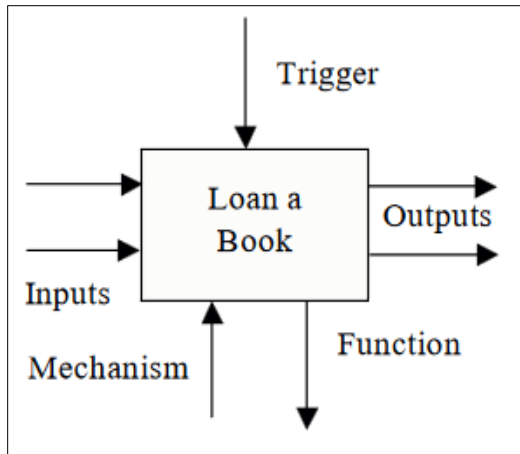 Trigger
Loan a
Book
Outputs
Inputs
Function
Mechanism